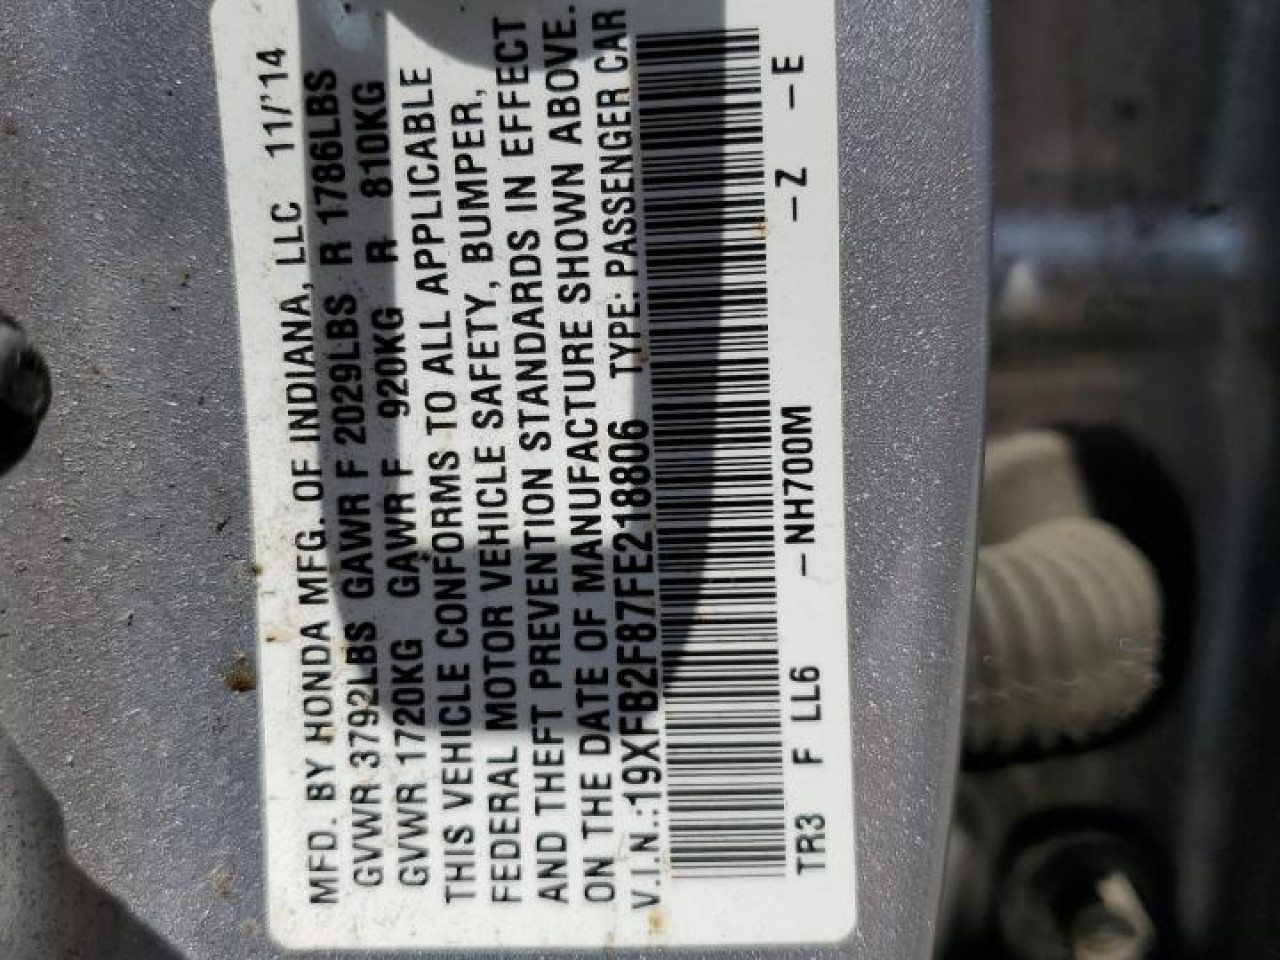 MFD. BY HONDA MFG. OF INDIANA, LLC 11/'14
GVWR 3792LBS GAWR F 2029LBS R 1786LBS
GVWR 1720KG GAWR F 920KG R 810KG
THIS VEHICLE CONFORMS TO ALL APPLICABLE
FEDERAL MOTOR VEHICLE SAFETY, BUMPER,
AND THEFT PREVENTION STANDARDS IN EFFECT
ON THE DATE OF MANUFACTURE SHOWN ABOVE.
V.I.N.:19XFB2F87FE218806 TYPE: PASSENGER CAR
TR3 F LL6 –NH700M –Z –E